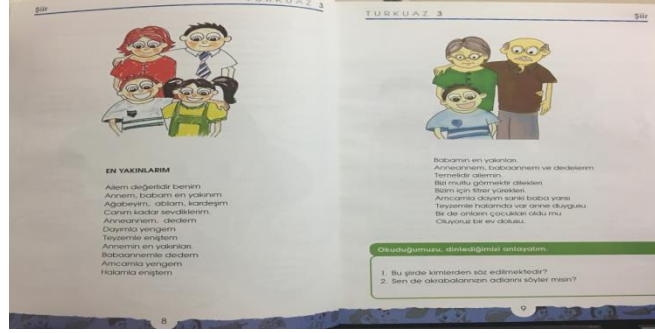 Şiir
TURKUAZ 3
EN YAKINLARIM
Ailem değerlidir benim
Annem, babam en yakınım
Ağabeyim, ablam, kardeşim
Canım kadar sevdiklerim.
Anneannem, dedem
Dayımla yengem
Teyzemle eniştem
Annemin en yakınları.
Babaannemle dedem
Amcamla yengem
Halamla eniştem
8
TURKUAZ 3
Şiir
Babamın en yakınları.
Anneannem, babaannem ve dedelerim
Temelidir ailemin.
Bizi mutlu görmektir dilekleri
Bizim için titrer yürekleri.
Amcamla dayım sanki baba yarısı
Teyzemle halamda var anne duygusu
Bir de onların çocukları oldu mu
Oluyoruz bir ev dolusu.
Okuduğumuzu, dinlediğimizi anlayalım.
1. Bu şiirde kimlerden söz edilmektedir?
2. Sen de akrabalarınızın adlarını söyler misin?
9